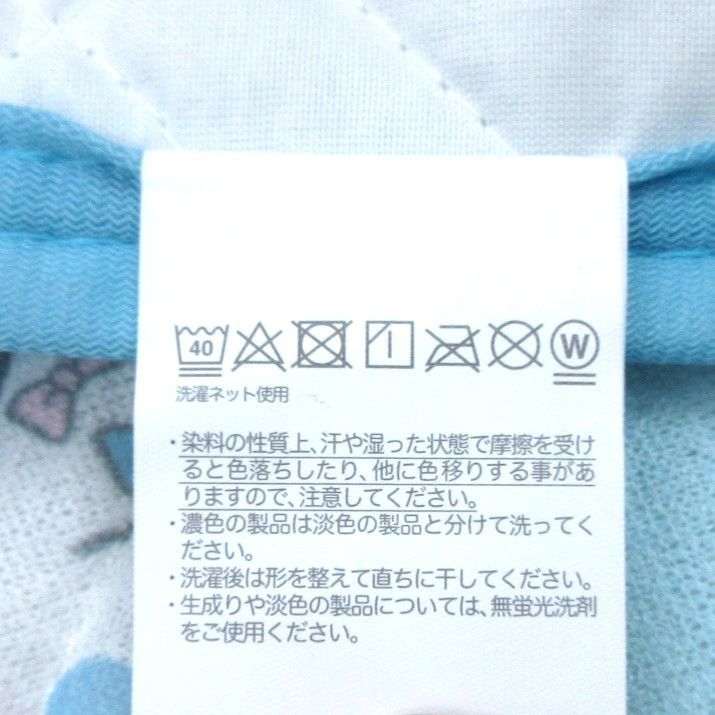 40 W
洗濯ネット使用
・染料の性質上、汗や湿った状態で摩擦を受け
ると色落ちしたり、他に色移りする事があ
りますので、注意してください。
・濃色の製品は淡色の製品と分けて洗ってく
ださい。
・洗濯後は形を整えて直ちに干してください。
・生成りや淡色の製品については、無蛍光洗剤
をご使用ください。